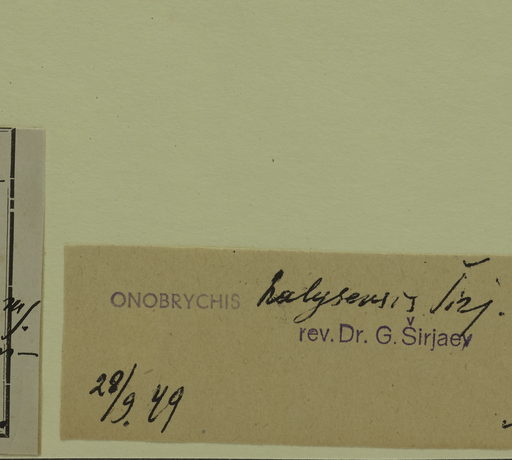 ONOBRYCHIS halysensis Širj.
rev. Dr. G. Širjaev
28/9. 49